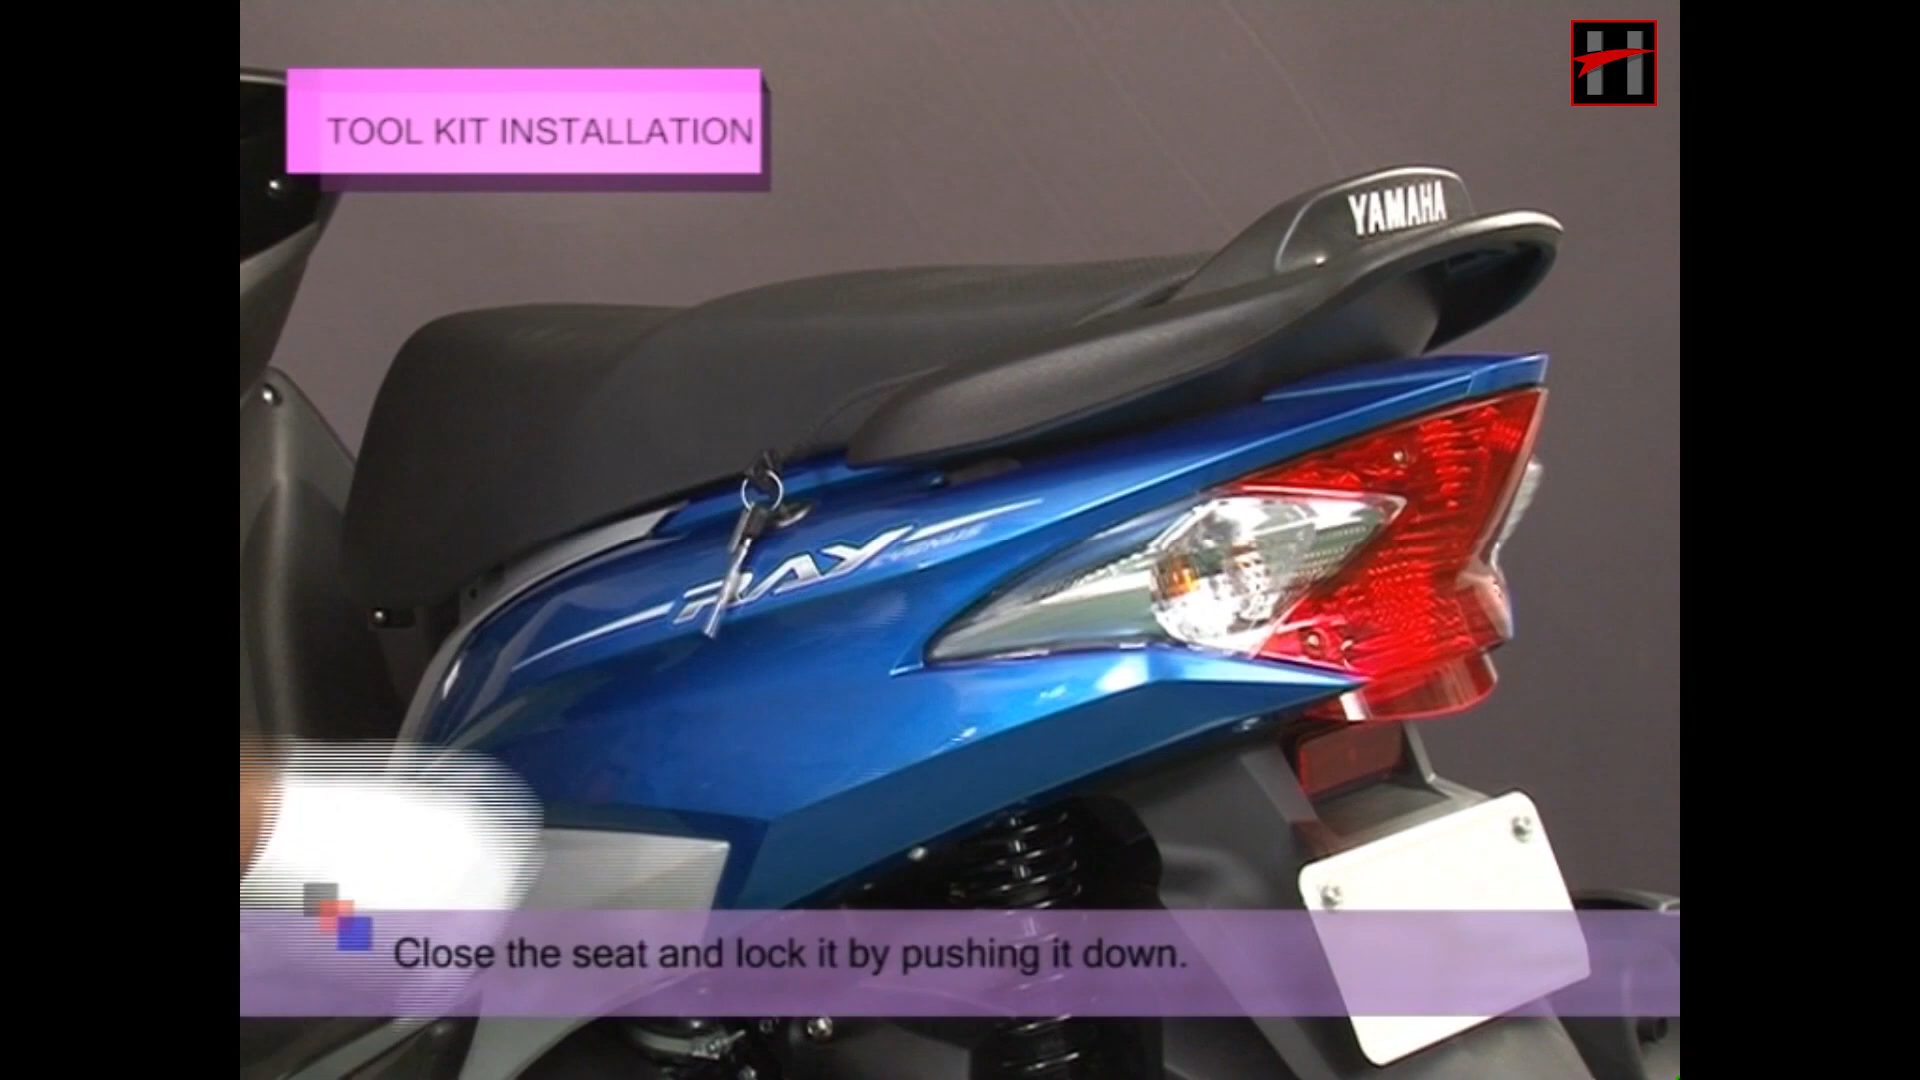 TOOL KIT INSTALLATION
YAMAHA
RAY
Close the seat and lock it by pushing it down.